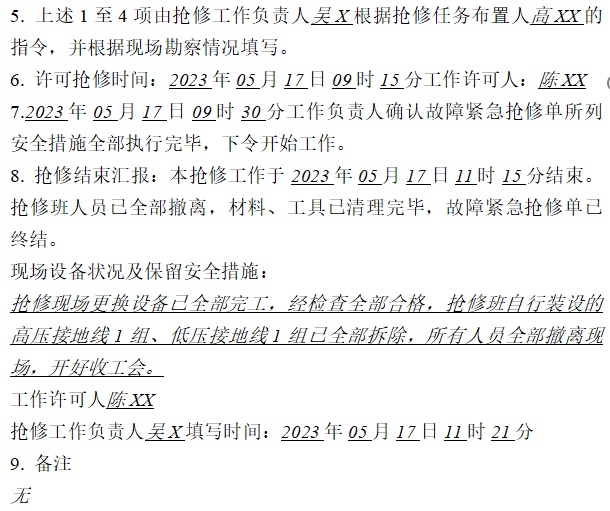 5. 上述 1 至 4 项由抢修工作负责人吴 X 根据抢修任务布置人高 XX 的
指令，并根据现场勘察情况填写。
6. 许可抢修时间：2023 年 05 月 17 日 09 时 15 分工作许可人：陈 XX
7.2023 年 05 月 17 日 09 时 30 分工作负责人确认故障紧急抢修单所列
安全措施全部执行完毕，下令开始工作。
8. 抢修结束汇报：本抢修工作于 2023 年 05 月 17 日 11 时 15 分结束。
抢修班人员已全部撤离，材料、工具已清理完毕，故障紧急抢修单已
终结。
现场设备状况及保留安全措施：
抢修现场更换设备已全部完工，经检查全部合格，抢修班自行装设的
高压接地线 1 组、低压接地线 1 组已全部拆除，所有人员全部撤离现
场，开好收工会。
工作许可人陈 XX
抢修工作负责人吴 X 填写时间：2023 年 05 月 17 日 11 时 21 分
9. 备注
无